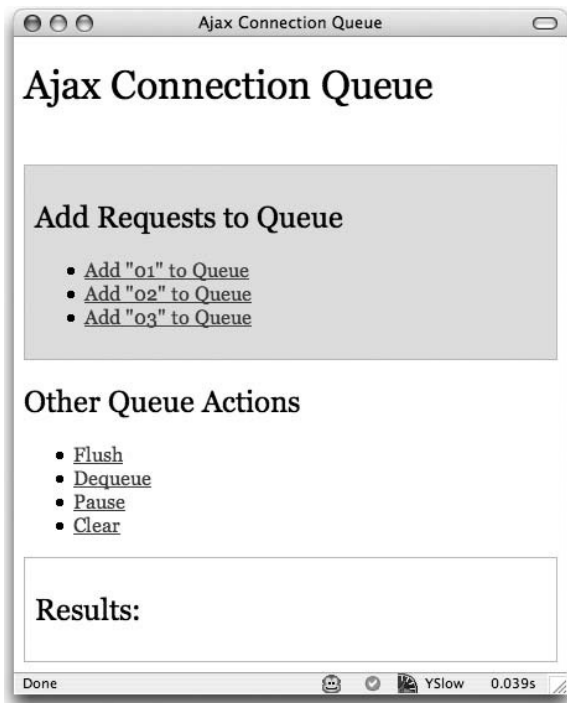 Ajax Connection Queue
Ajax Connection Queue
Add Requests to Queue
Add "01" to Queue
Add "02" to Queue
Add "03" to Queue
Other Queue Actions
Flush
Dequeue
Pause
Clear
Results:
Done YSlow 0.039s